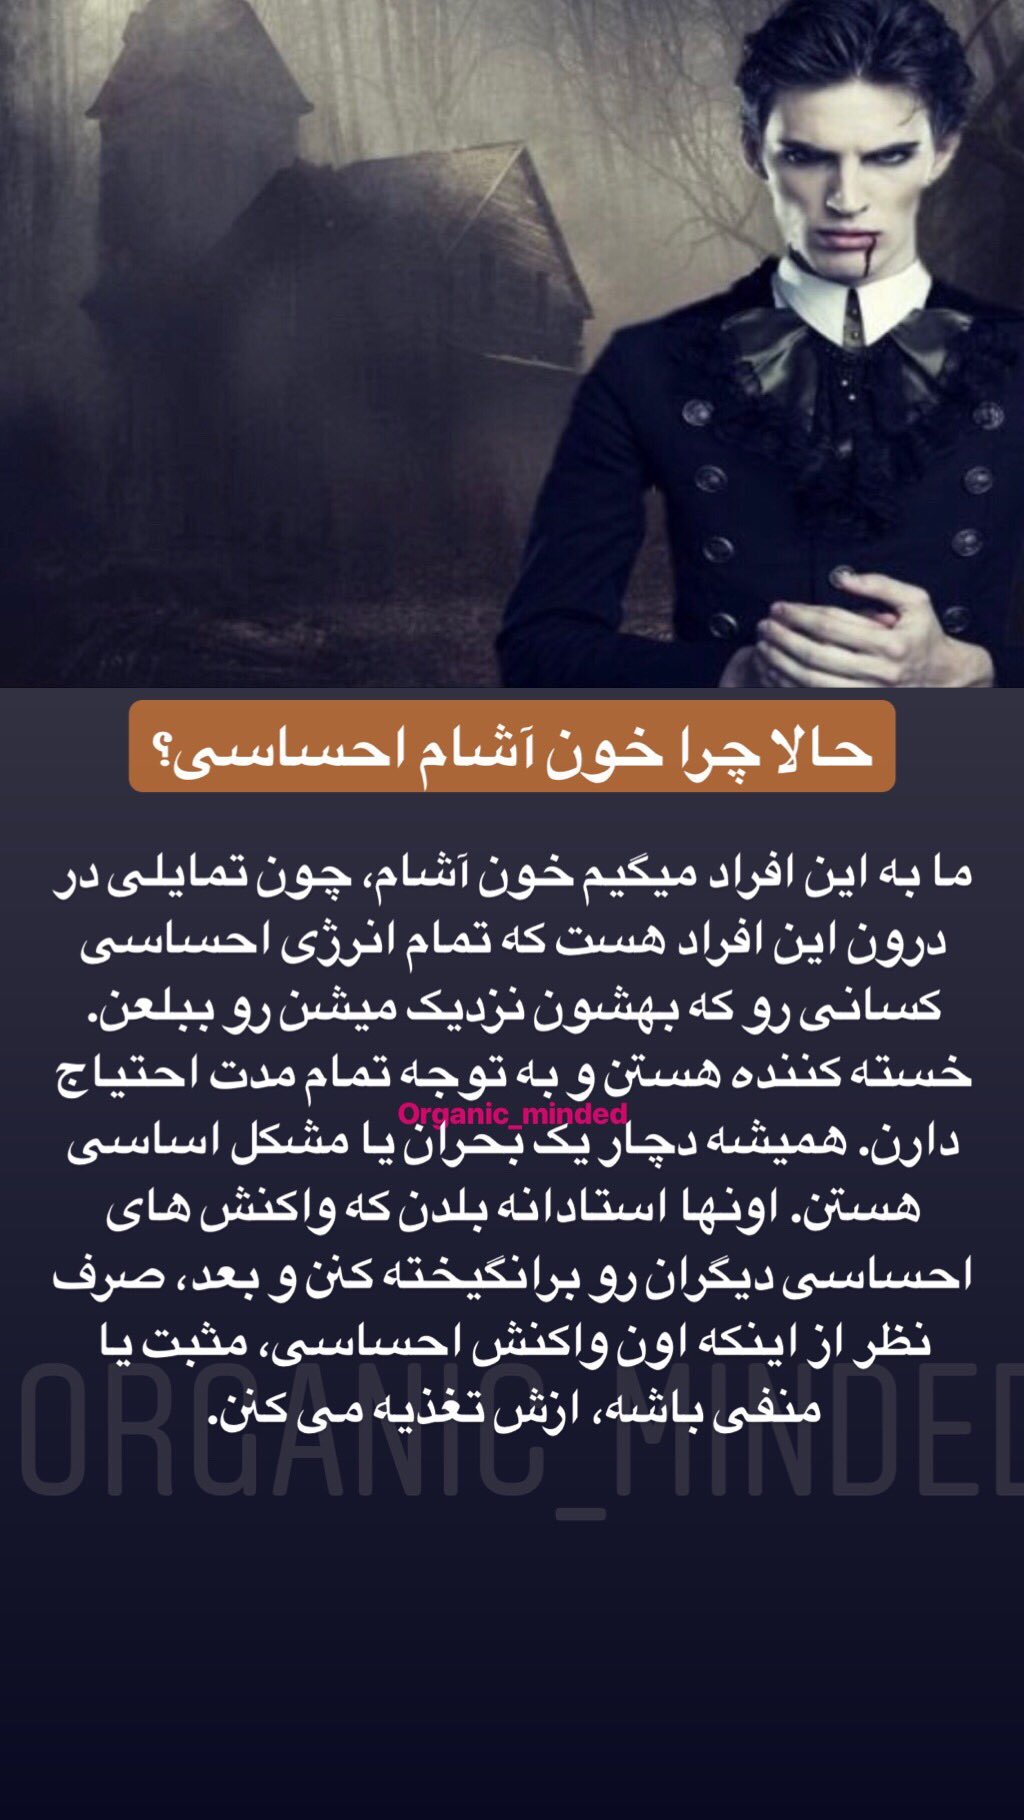 حالا چرا خون آشام احساسی؟
ما به این افراد میگیم خون آشام، چون تمایلی در
درون این افراد هست که تمام انرژی احساسی
کسانی رو که بهشون نزدیک میشن رو ببلعن.
خسته کننده هستن و به توجه تمام مدت احتیاج
Organic_minded
دارن. همیشه دچار یک بحران یا مشکل اساسی
هستن. اونها استادانه بلدن که واکنش های
احساسی دیگران رو برانگیخته کنن و بعد، صرف
نظر از اینکه اون واکنش احساسی، مثبت یا
منفی باشه، ازش تغذیه می کنن.
ORGANIC_MINDED